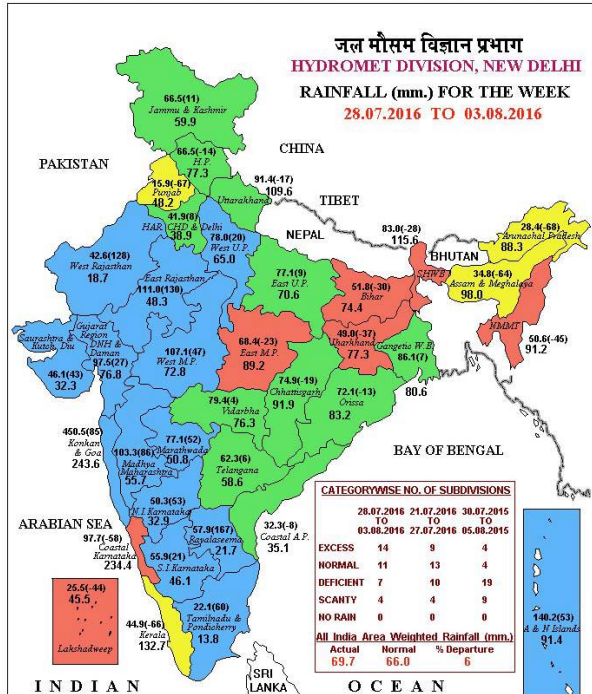 जल मौसम विज्ञान प्रभाग
HYDROMET DIVISION, NEW DELHI
RAINFALL (mm.) FOR THE WEEK
28.07.2016 TO 03.08.2016
66.5(11)
Jammu & Kashmir
59.9
CHINA
PAKISTAN
66.5(-14)
H.P.
77.3
15.9(-67)
Punjab
48.2
91.4(-17)
109.6
Uttarakhand
TIBET
41.9(8)
HAR. CHD & Delhi
38.9
NEPAL
83.0(-28)
115.6
28.4(-68)
Arunachal Pradesh
88.3
BHUTAN
78.0(20)
West U.P.
65.0
42.6(128)
West Rajasthan
18.7
East Rajasthan
111.0(130)
48.3
77.1(9)
East U.P.
70.6
51.8(-30)
Bihar
74.4
SHWB
34.8(-64)
Assam & Meghalaya
98.0
NMMT
50.6(-45)
91.2
Saurashtra &
Kutch, Diu
46.1(43)
32.3
Gujarat
Region
DNH &
Daman
97.5(27)
76.8
107.1(47)
West M.P.
72.8
68.4(-23)
East M.P.
89.2
49.0(-37)
Jharkhand
77.3
Gangetic W.B.
86.1(7)
80.6
74.9(-19)
Chhattisgarh
91.9
72.1(-13)
Orissa
83.2
79.4(4)
Vidarbha
76.3
450.5(85)
Konkan
& Goa
243.6
103.3(86)
Madhya
Maharashtra
55.7
77.1(52)
Marathwada
50.8
62.3(6)
Telangana
58.6
BAY OF BENGAL
ARABIAN SEA
50.3(53)
N.I.Karnataka
32.9
57.9(167)
Rayalaseema
21.7
32.3(-8)
Coastal A.P.
35.1
97.7(-58)
Coastal
Karnataka
234.4
55.9(21)
S.I.Karnataka
46.1
25.5(-44)
45.5
Lakshadweep
44.9(-66)
Kerala
132.7
22.1(60)
Tamilnadu &
Pondicherry
13.8
CATEGORYWISE NO. OF SUBDIVISIONS
28.07.2016 21.07.2016 30.07.2015
TO TO TO
03.08.2016 27.07.2016 05.08.2015
EXCESS 14 9 4
NORMAL 11 13 4
DEFICIENT 7 10 19
SCANTY 4 4 9
NO RAIN 0 0 0
All India Area Weighted Rainfall (mm.)
Actual Normal % Departure
69.7 66.0 6
140.2(53)
A & N Islands
91.4
SRI
LANKA
INDIAN OCEAN